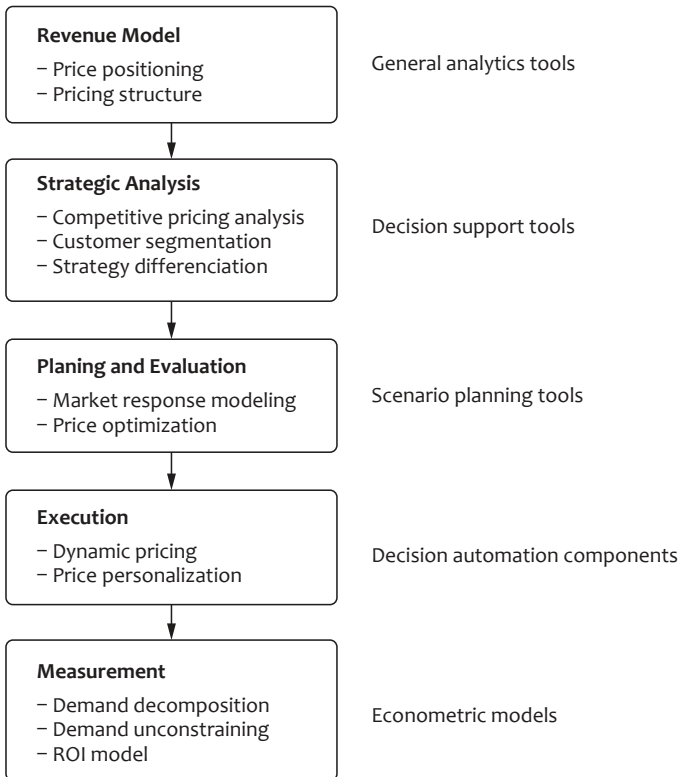 Revenue Model
– Price positioning
– Pricing structure
General analytics tools
Strategic Analysis
– Competitive pricing analysis
– Customer segmentation
– Strategy differenciation
Decision support tools
Planing and Evaluation
– Market response modeling
– Price optimization
Scenario planning tools
Execution
– Dynamic pricing
– Price personalization
Decision automation components
Measurement
– Demand decomposition
– Demand unconstraining
– ROI model
Econometric models